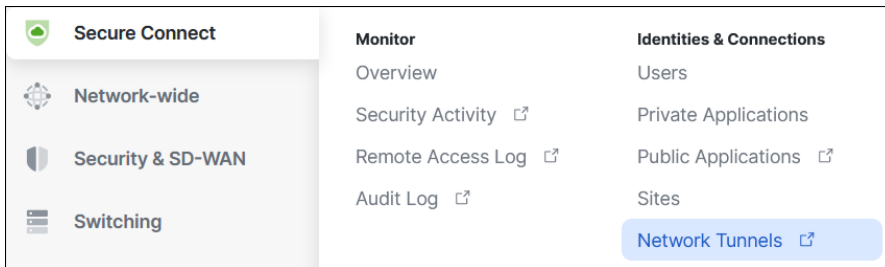 Secure Connect
Network-wide
Security & SD-WAN
Switching
Monitor
Overview
Security Activity
Remote Access Log
Audit Log
Identities & Connections
Users
Private Applications
Public Applications
Sites
Network Tunnels